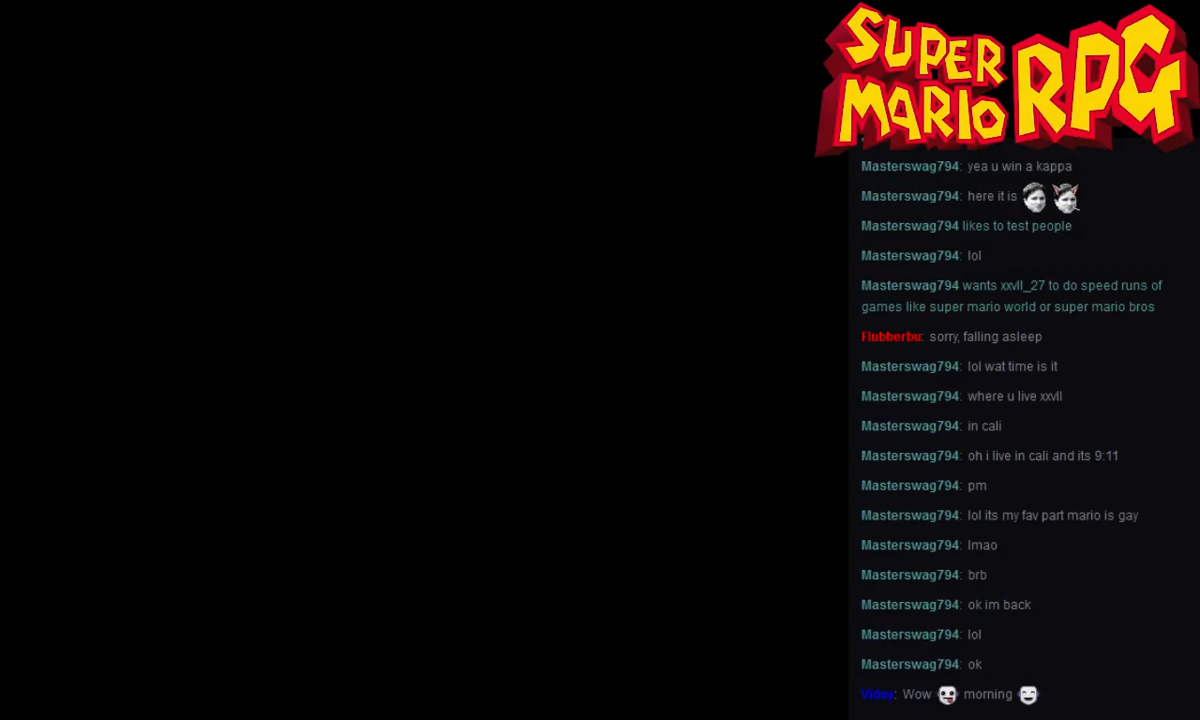 SUPER
MARIO RPG
Masterswag794: yea u win a kappa
Masterswag794: here it is
Masterswag794 likes to test people
Masterswag794: lol
Masterswag794 wants xxvll_27 to do speed runs of
games like super mario world or super mario bros
Flubberbu: sorry, falling asleep
Masterswag794: lol wat time is it
Masterswag794: where u live xxvll
Masterswag794: in cali
Masterswag794: oh i live in cali and its 9:11
Masterswag794: pm
Masterswag794: lol its my fav part mario is gay
Masterswag794: lmao
Masterswag794: brb
Masterswag794: ok im back
Masterswag794: lol
Masterswag794: ok
Vidoy: Wow morning